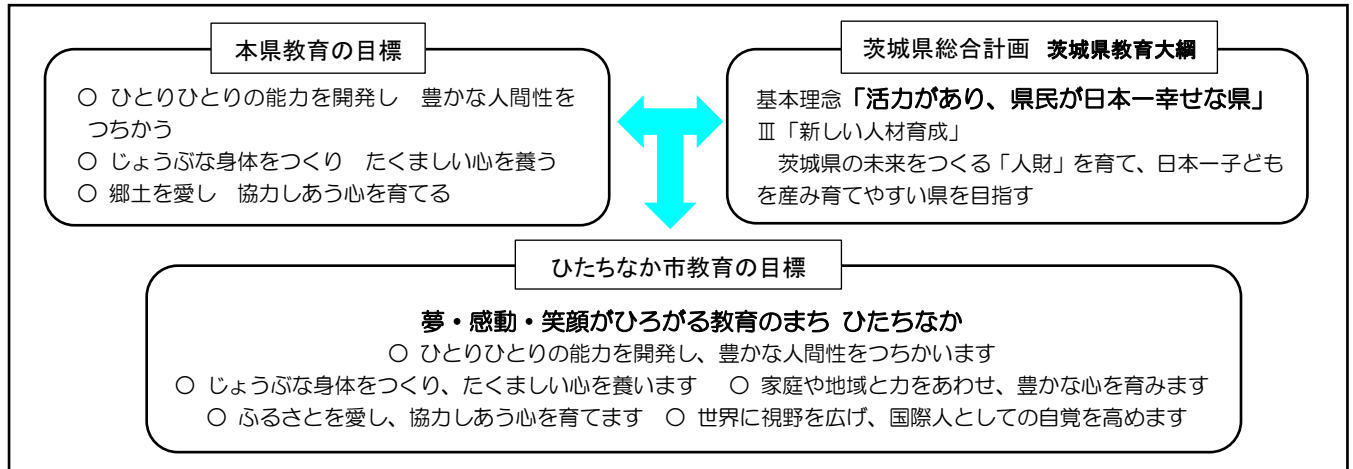 本県教育の目標
○ ひとりひとりの能力を開発し　豊かな人間性を
つちかう
○ じょうぶな身体をつくり　たくましい心を養う
○ 郷土を愛し　協力しあう心を育てる
茨城県総合計画　茨城県教育大綱
基本理念「活力があり、県民が日本一幸せな県」
Ⅲ「新しい人材育成」
茨城県の未来をつくる「人財」を育て、日本一子ども
を産み育てやすい県を目指す
ひたちなか市教育の目標
夢・感動・笑顔がひろがる教育のまち ひたちなか
○ ひとりひとりの能力を開発し、豊かな人間性をつちかいます
○ じょうぶな身体をつくり、たくましい心を養います　○ 家庭や地域と力をあわせ、豊かな心を育みます
○ ふるさとを愛し、協力しあう心を育てます　○ 世界に視野を広げ、国際人としての自覚を高めます